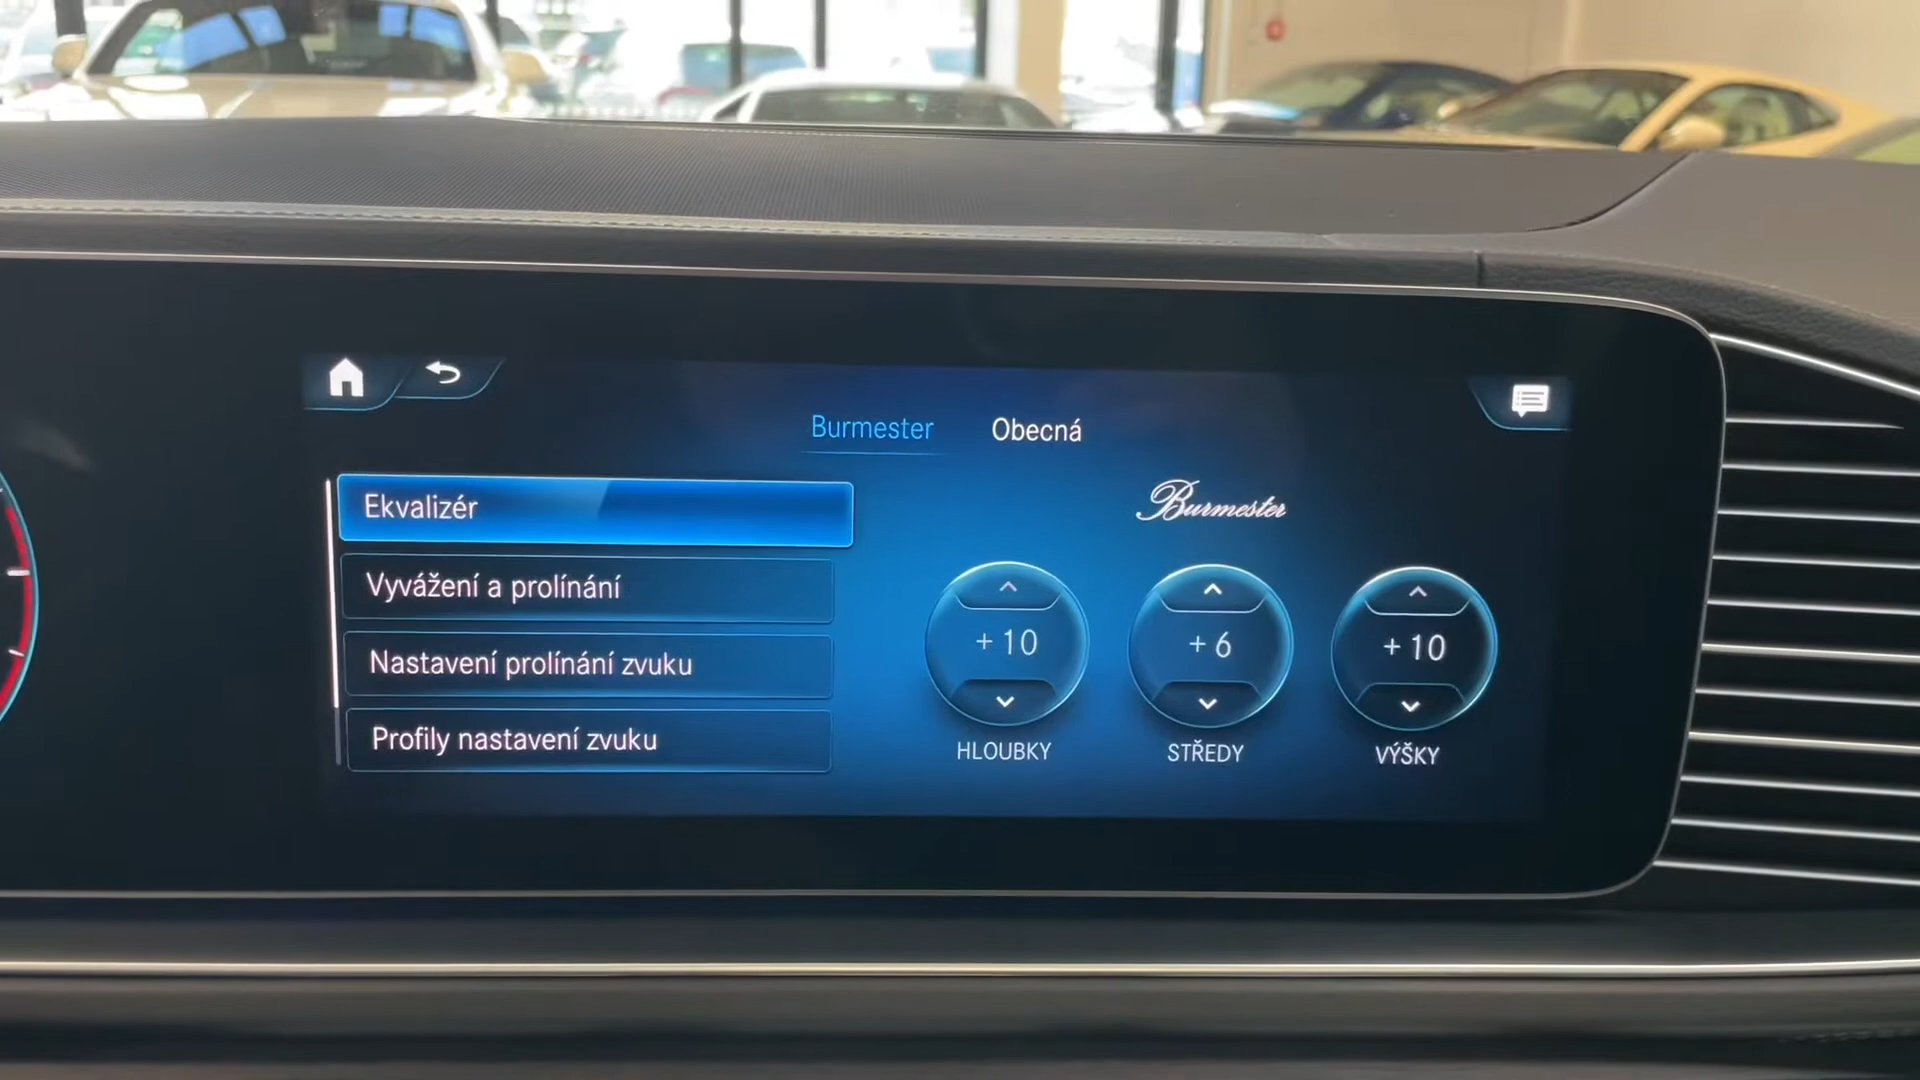 Burmester Obecná
Ekvalizér
Vyvážení a prolínání
Nastavení prolínání zvuku
Profily nastavení zvuku
Burmester
+ 10 + 6 + 10
HLOUBKY STŘEDY VÝŠKY